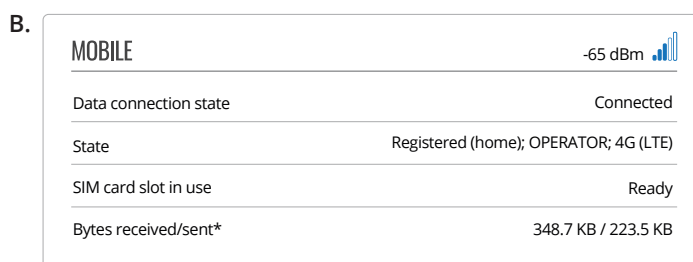 B.
MOBILE -65 dBm
Data connection state Connected
State Registered (home); OPERATOR; 4G (LTE)
SIM card slot in use Ready
Bytes received/sent* 348.7 KB / 223.5 KB